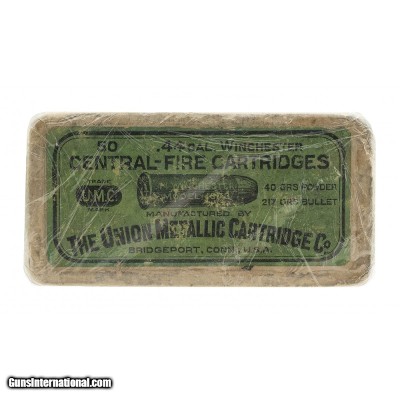 50 .44 CAL. WINCHESTER
CENTRAL-FIRE CARTRIDGES
TRADE
U.M.C.
MARK
40 GRS POWDER
217 GRS BULLET
MANUFACTURED BY
THE UNION METALLIC CARTRIDGE CO
BRIDGEPORT, CONN., U.S.A.
GunsInternational.com